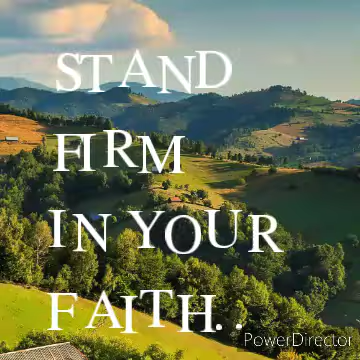 STAND
FIRM
IN YOUR
FAITH. .
PowerDirector